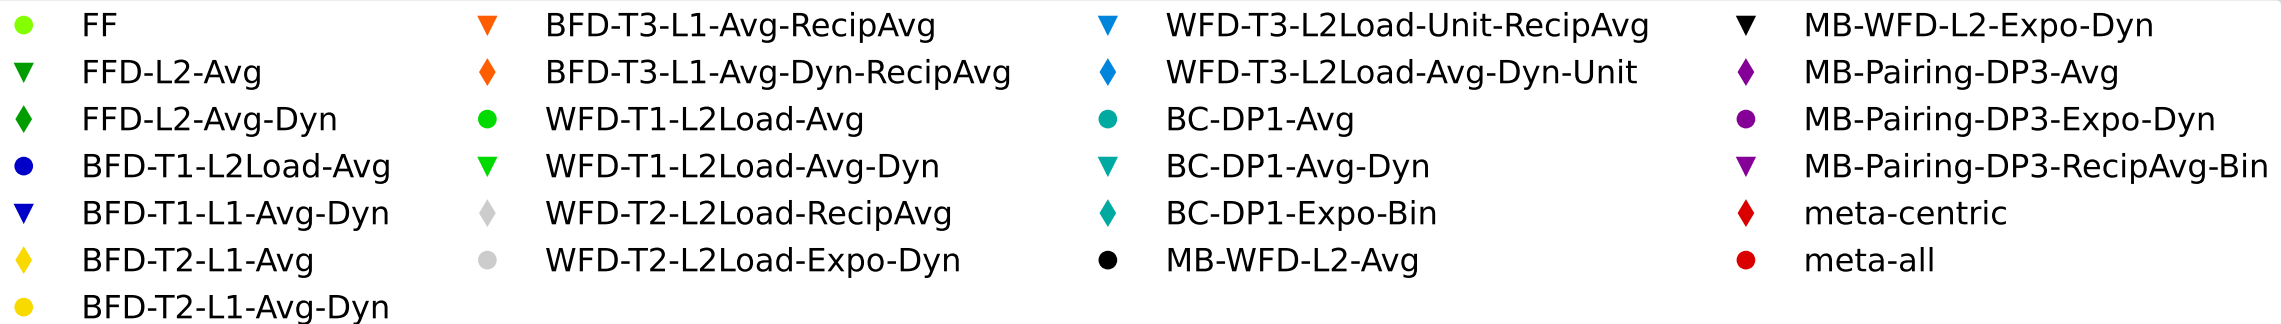 FF
FFD-L2-Avg
FFD-L2-Avg-Dyn
BFD-T1-L2Load-Avg
BFD-T1-L1-Avg-Dyn
BFD-T2-L1-Avg
BFD-T2-L1-Avg-Dyn
BFD-T3-L1-Avg-RecipAvg
BFD-T3-L1-Avg-Dyn-RecipAvg
WFD-T1-L2Load-Avg
WFD-T1-L2Load-Avg-Dyn
WFD-T2-L2Load-RecipAvg
WFD-T2-L2Load-Expo-Dyn
WFD-T3-L2Load-Unit-RecipAvg
WFD-T3-L2Load-Avg-Dyn-Unit
BC-DP1-Avg
BC-DP1-Avg-Dyn
BC-DP1-Expo-Bin
MB-WFD-L2-Avg
MB-WFD-L2-Expo-Dyn
MB-Pairing-DP3-Avg
MB-Pairing-DP3-Expo-Dyn
MB-Pairing-DP3-RecipAvg-Bin
meta-centric
meta-all